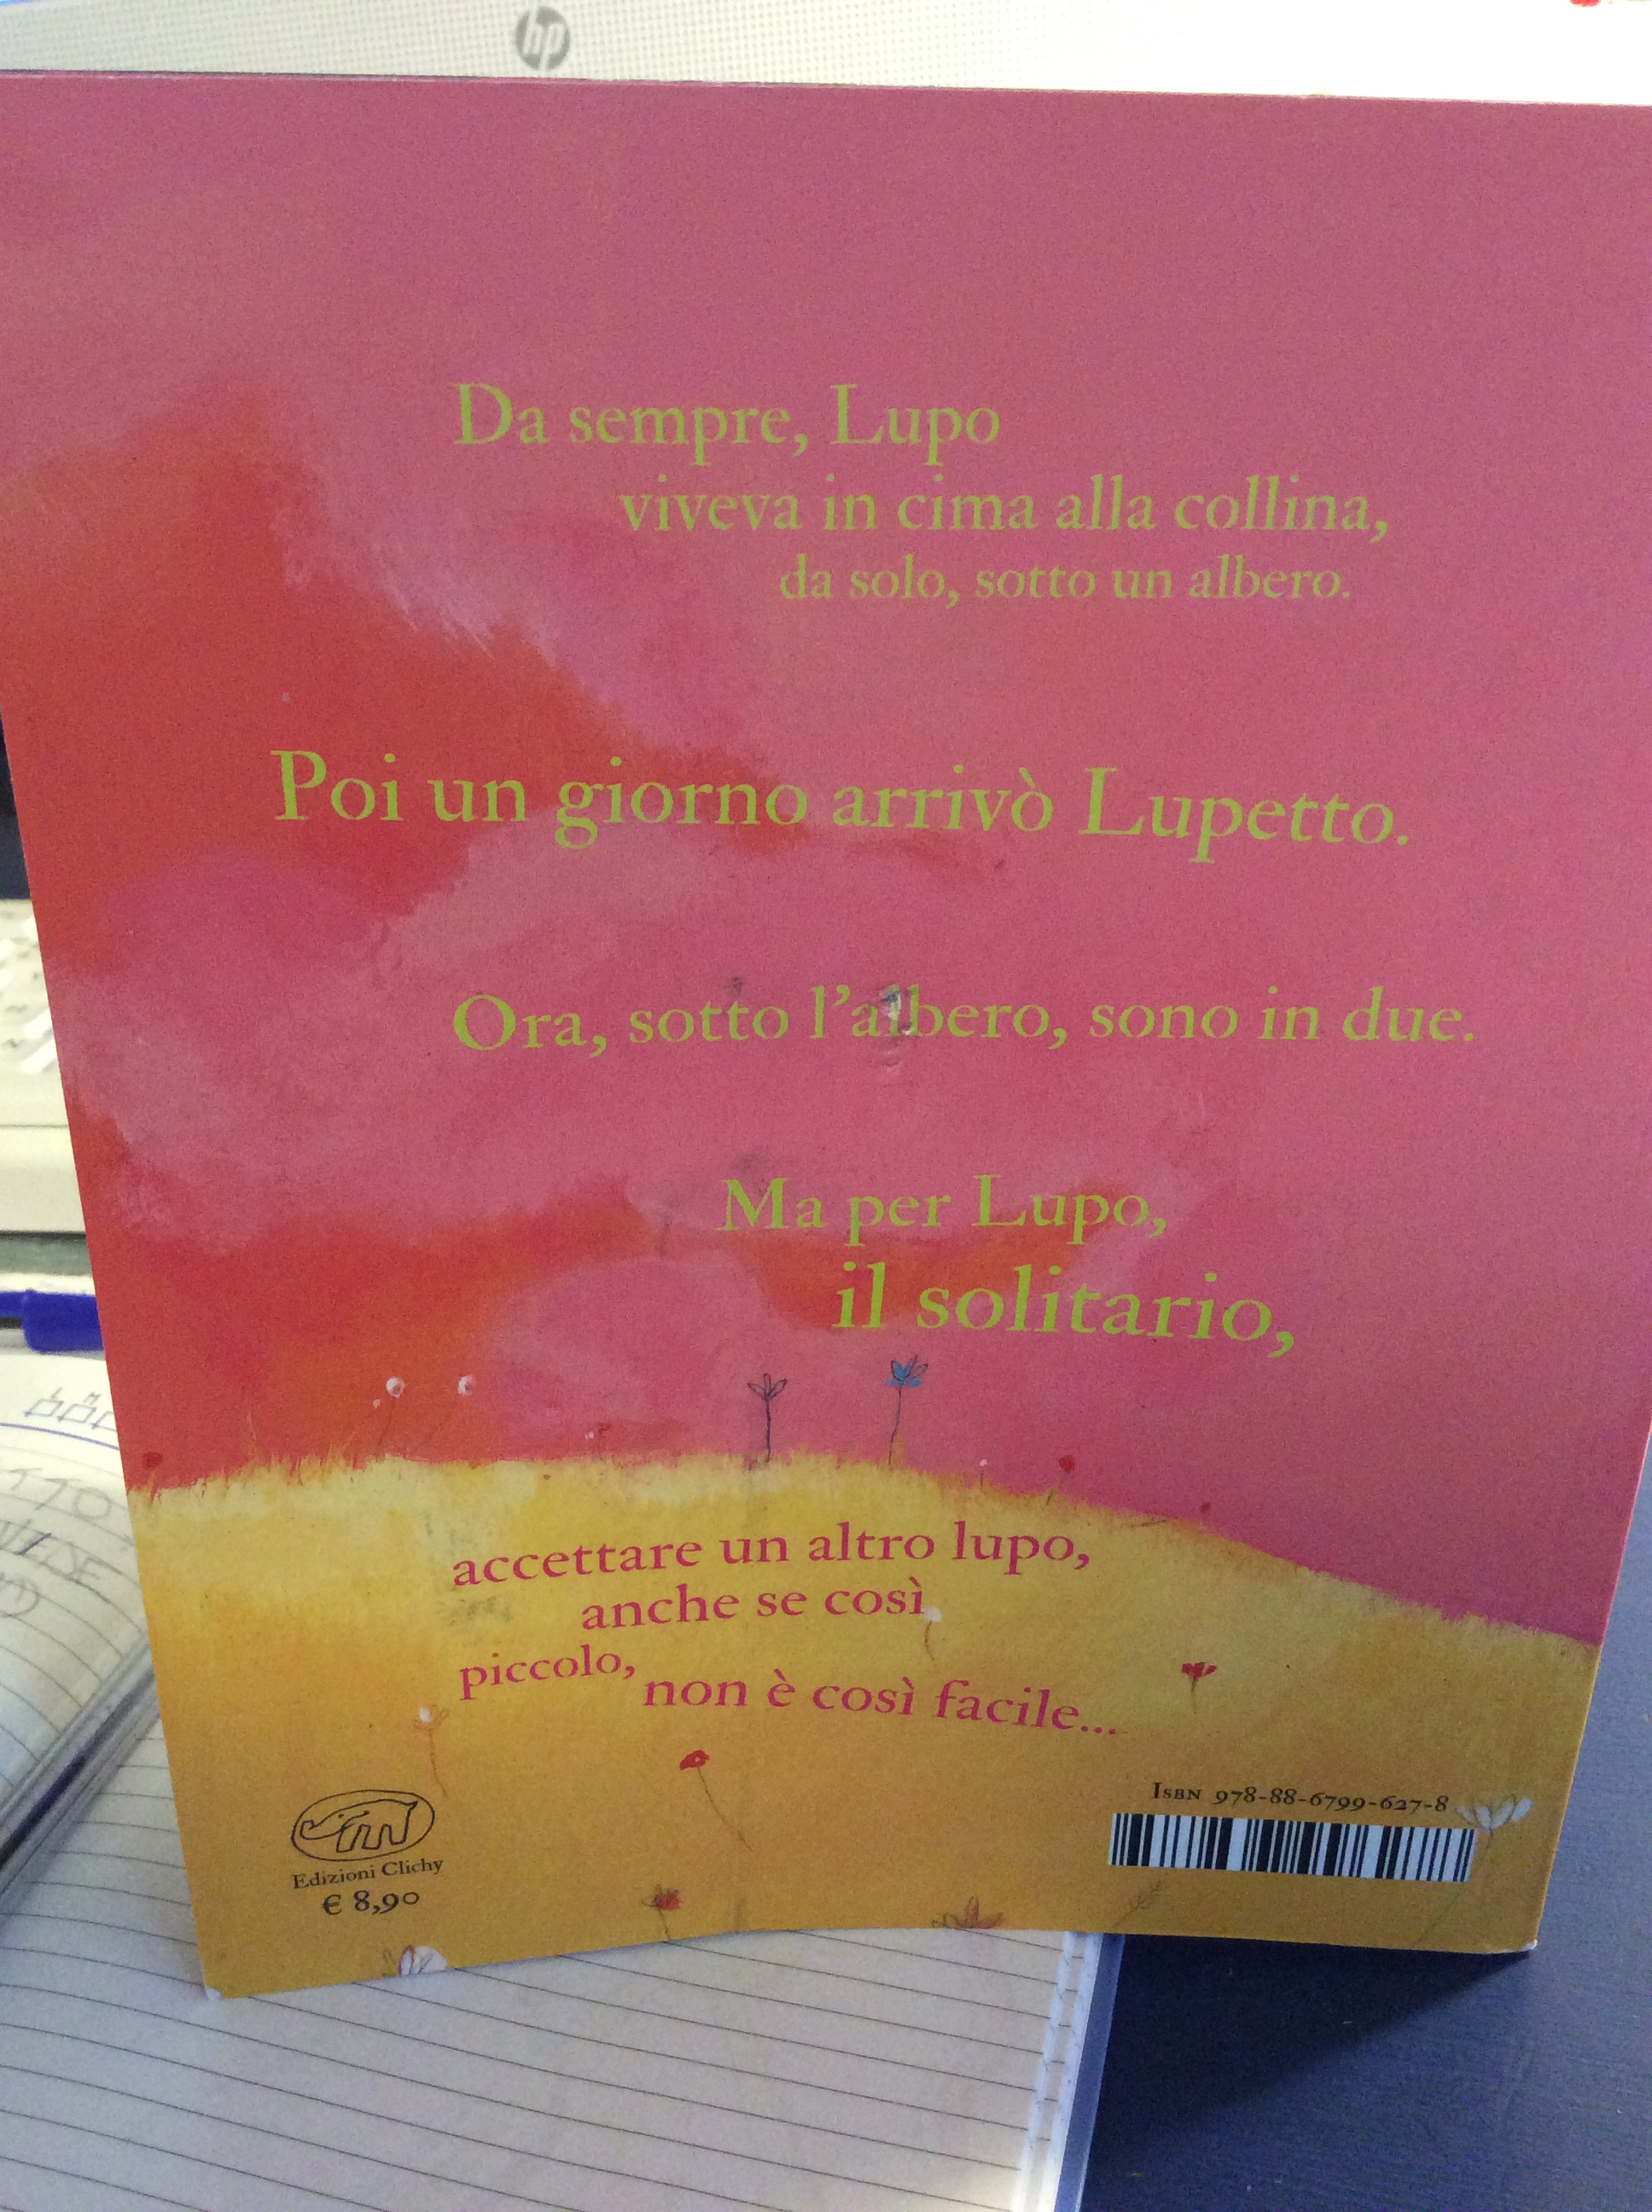 hp
Da sempre, Lupo
viveva in cima alla collina,
da solo, sotto un albero.
Poi un giorno arrivò Lupetto.
Ora, sotto l'albero, sono in due.
Ma per Lupo,
il solitario,
accettare un altro lupo,
anche se così
piccolo,
non è così facile...
Edizioni Clichy
€ 8,90
ISBN 978-88-6799-627-8